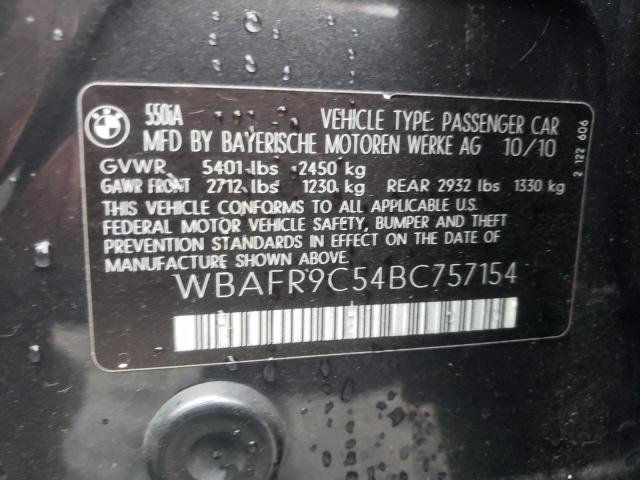 BMW
550iA
VEHICLE TYPE: PASSENGER CAR
MFD BY BAYERISCHE MOTOREN WERKE AG 10/10
GVWR 5401 lbs 2450 kg
GAWR FRONT 2712 lbs 1230 kg REAR 2932 lbs 1330 kg
THIS VEHICLE CONFORMS TO ALL APPLICABLE U.S.
FEDERAL MOTOR VEHICLE SAFETY, BUMPER AND THEFT
PREVENTION STANDARDS IN EFFECT ON THE DATE OF
MANUFACTURE SHOWN ABOVE.
WBAFR9C54BC757154
2 122 606